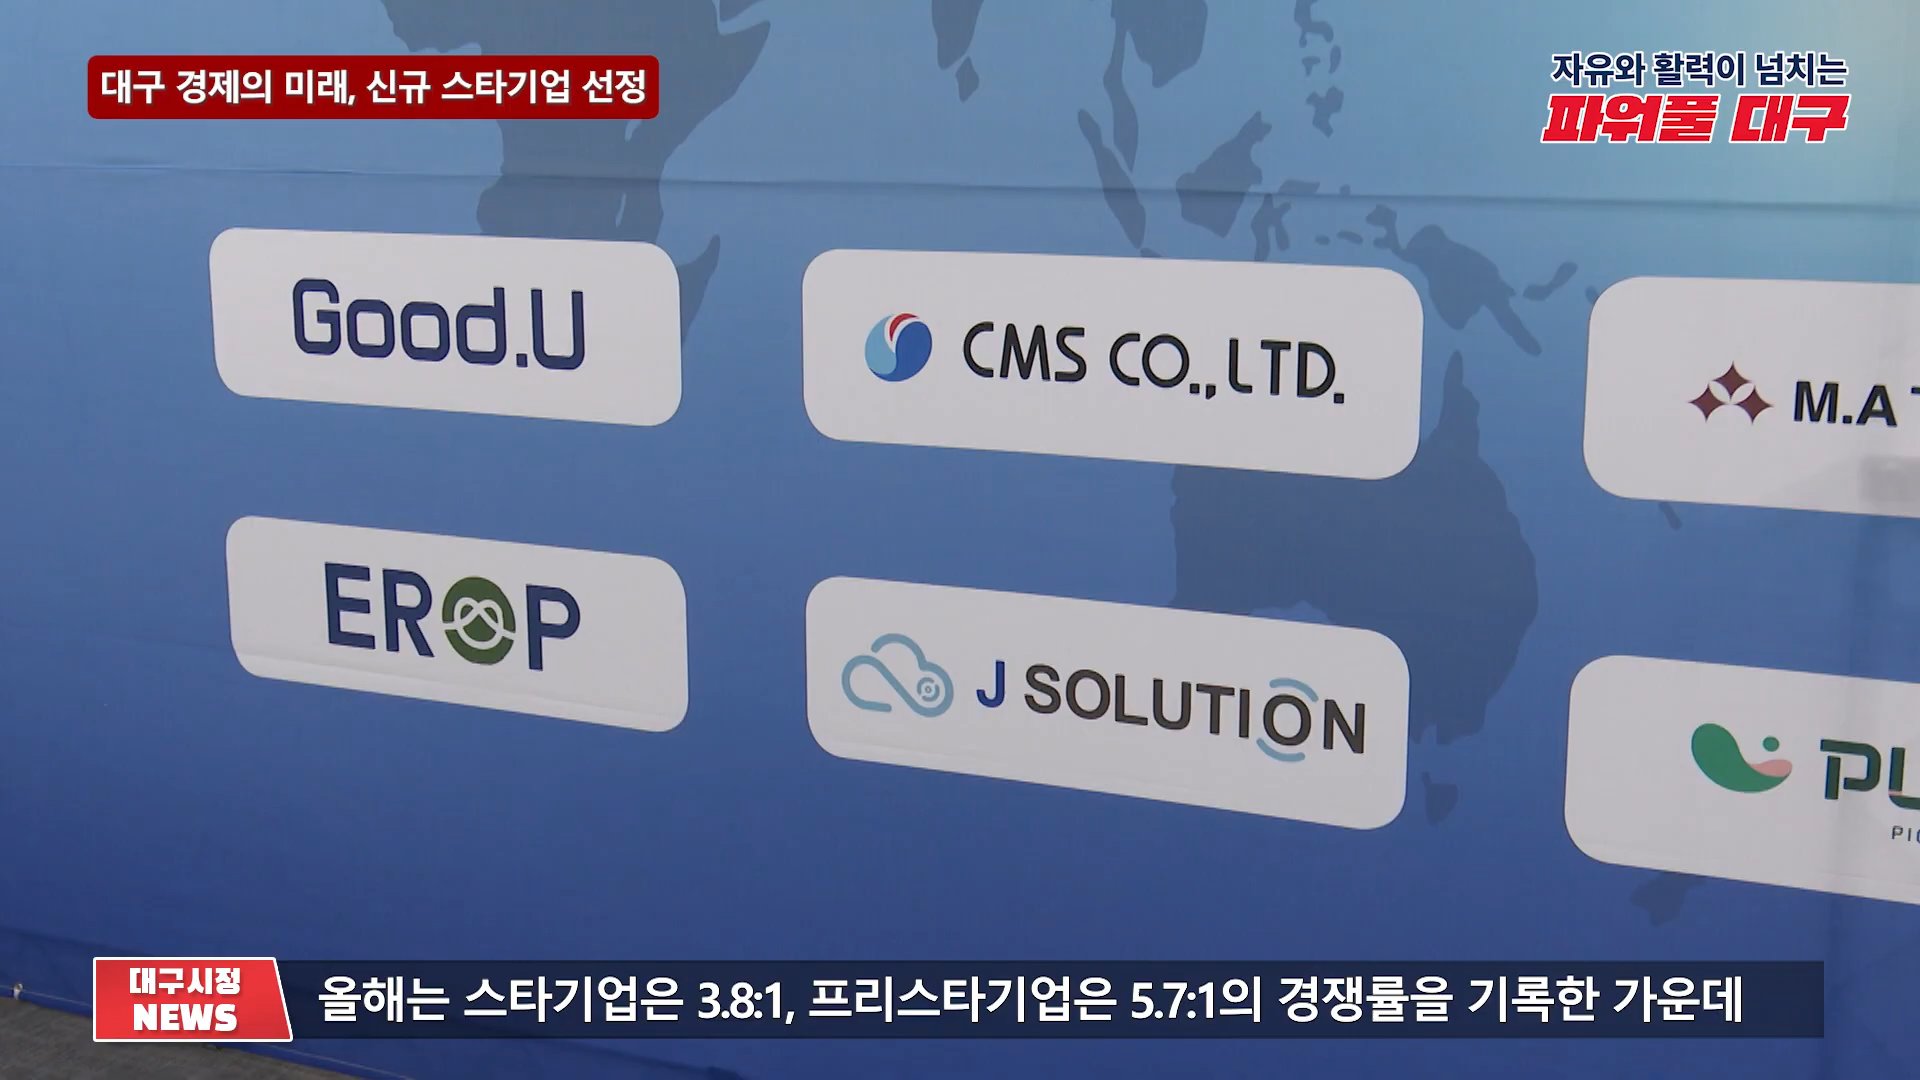 대구 경제의 미래, 신규 스타기업 선정
자유와 활력이 넘치는
파워풀 대구
Good.U
CMS CO.,LTD.
M.A
EROP
J SOLUTION
대구시정
NEWS
올해는 스타기업은 3.8:1, 프리스타기업은 5.7:1의 경쟁률을 기록한 가운데